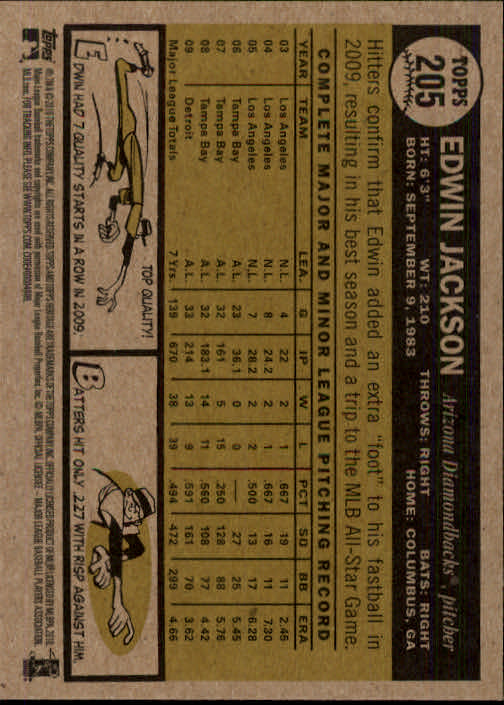 TOPPS
205
EDWIN JACKSON Arizona Diamondbacks®, pitcher
HT: 6'3" WT: 210 THROWS: RIGHT BATS: RIGHT
BORN: SEPTEMBER 9, 1983 HOME: COLUMBUS, GA
Hitters confirm that Edwin added an extra "foot" to his fastball in
2009, resulting in his best season and a trip to the MLB All-Star Game.
COMPLETE MAJOR AND MINOR LEAGUE PITCHING RECORD
YEAR TEAM LEA. G IP W L PCT SO BB ERA
03 Los Angeles N.L. 4 22 2 1 .667 19 11 2.45
04 Los Angeles N.L. 8 24.2 2 1 .667 16 11 7.30
05 Los Angeles N.L. 7 28.2 2 2 .500 13 17 6.28
06 Tampa Bay A.L. 23 36.1 0 0 — 27 25 5.45
07 Tampa Bay A.L. 32 161 5 15 .250 128 88 5.76
08 Tampa Bay A.L. 32 183.1 14 11 .560 108 77 4.42
09 Detroit A.L. 33 214 13 9 .591 161 70 3.62
Major League Totals 7 Yrs. 139 670 38 39 .494 472 299 4.66
TOP QUALITY!
EDWIN HAD 7 QUALITY STARTS IN A ROW IN 2009.
BATTERS HIT ONLY .227 WITH RISP AGAINST HIM.
TOPPS